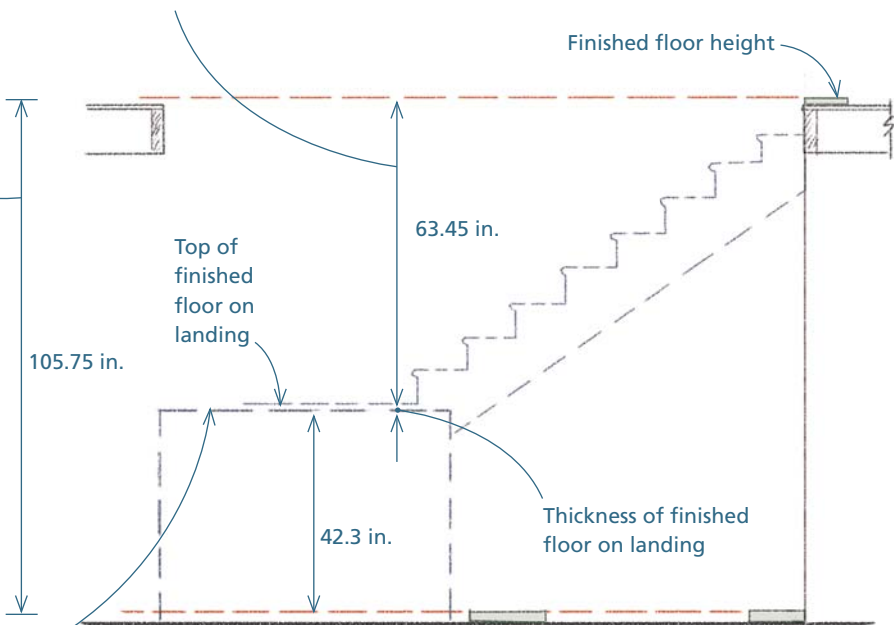 Finished floor height
63.45 in.
Top of
finished
floor on
landing
105.75 in.
42.3 in.
Thickness of finished
floor on landing